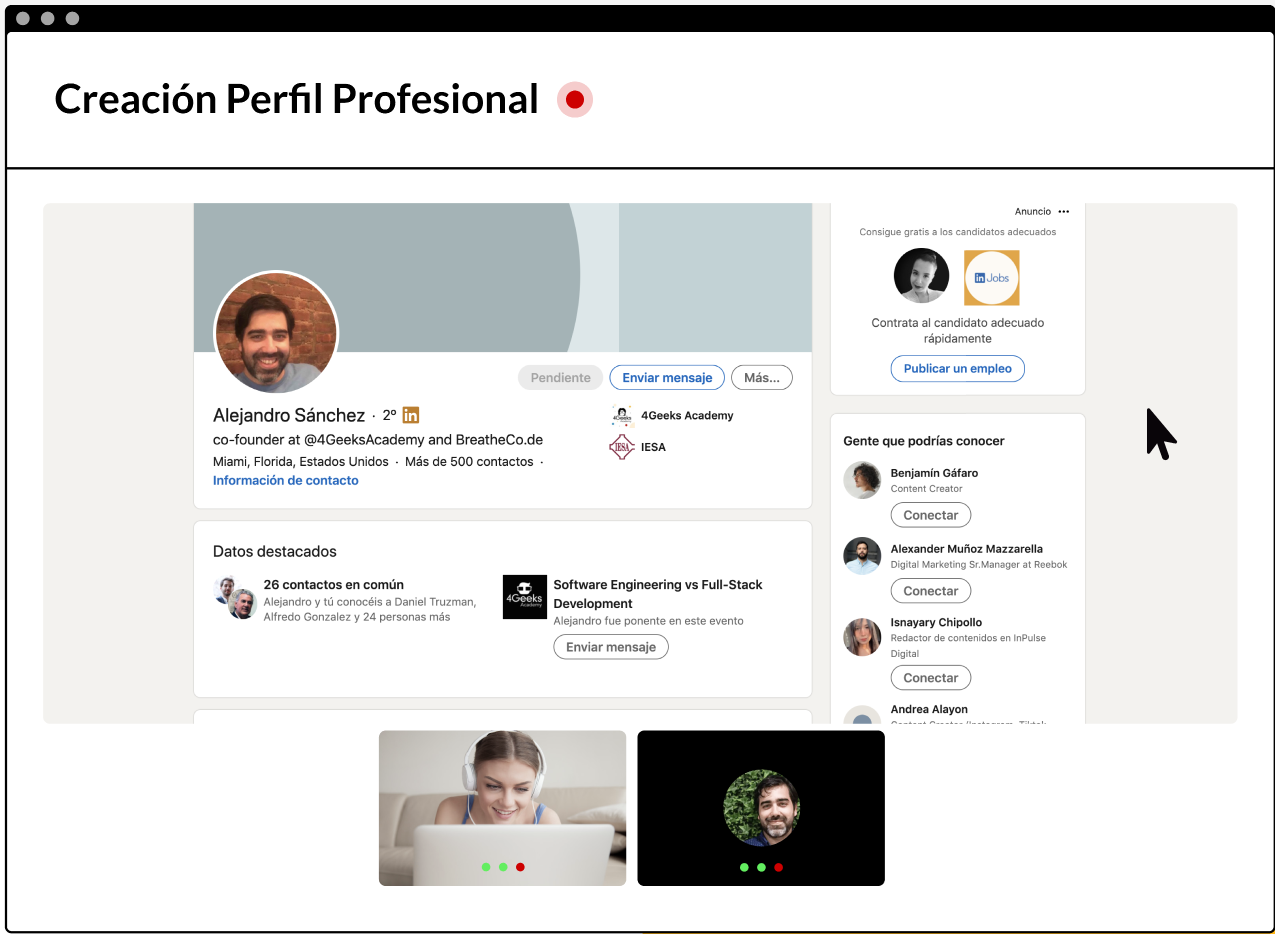 Creación Perfil Profesional
Anuncio
Consigue gratis a los candidatos adecuados
in Jobs
Contrata al candidato adecuado
rápidamente
Publicar un empleo
Pendiente
Enviar mensaje
Más...
Alejandro Sánchez · 2º in
co-founder at @4GeeksAcademy and BreatheCo.de
Miami, Florida, Estados Unidos · Más de 500 contactos ·
Información de contacto
4Geeks Academy
IESA
IESA
Datos destacados
26 contactos en común
Alejandro y tú conocéis a Daniel Truzman,
Alfredo Gonzalez y 24 personas más
4Geeks
Academy
Software Engineering vs Full-Stack
Development
Alejandro fue ponente en este evento
Enviar mensaje
Gente que podrías conocer
Benjamín Gáfaro
Content Creator
Conectar
Alexander Muñoz Mazzarella
Digital Marketing Sr.Manager at Reebok
Conectar
Isnayary Chipollo
Redactor de contenidos en InPulse
Digital
Conectar
Andrea Alayon